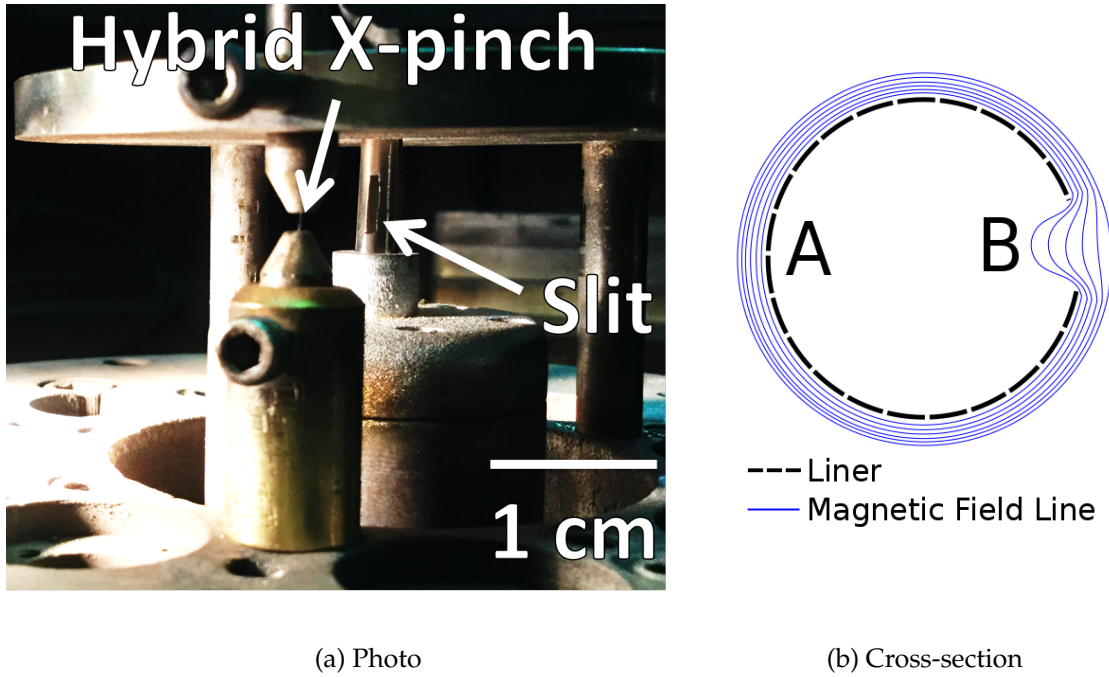 Hybrid X-pinch
Slit
1 cm
A
B
Liner
Magnetic Field Line
(a) Photo
(b) Cross-section